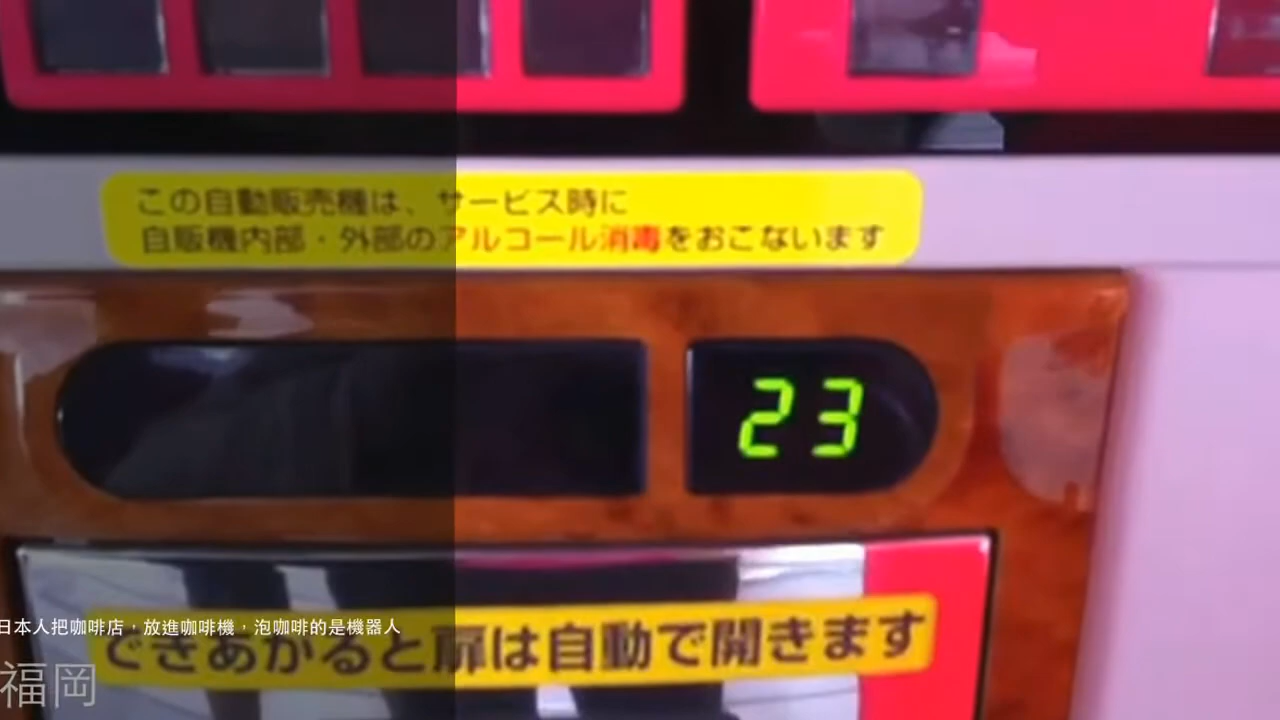 この自動販売機は、サービス時に
自販機内部・外部のアルコール消毒をおこないます
23
できあがると扉は自動で開きます
日本人把咖啡店，放進咖啡機，泡咖啡的是機器人
福岡